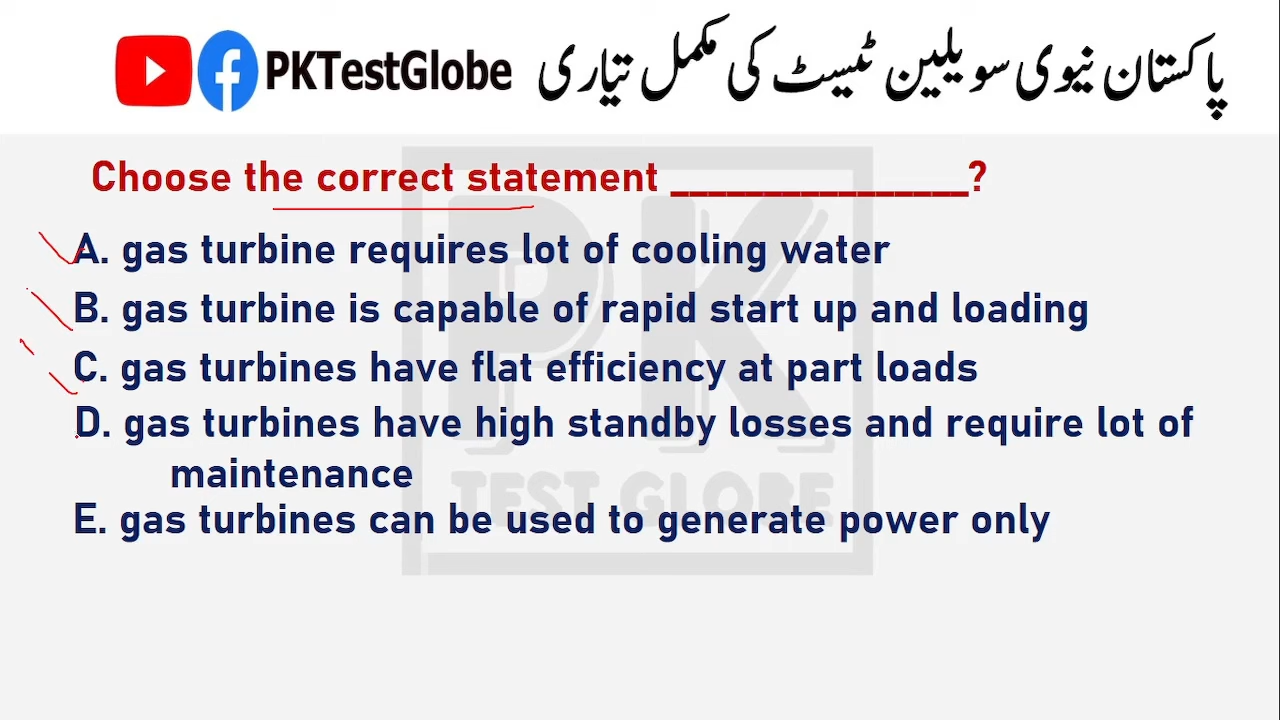 PKTestGlobe پاکستان نیوی سویلین ٹیسٹ کی مکمل تیاری
Choose the correct statement _______________?
A. gas turbine requires lot of cooling water
B. gas turbine is capable of rapid start up and loading
C. gas turbines have flat efficiency at part loads
D. gas turbines have high standby losses and require lot of
maintenance
E. gas turbines can be used to generate power only
PK
TEST GLOBE